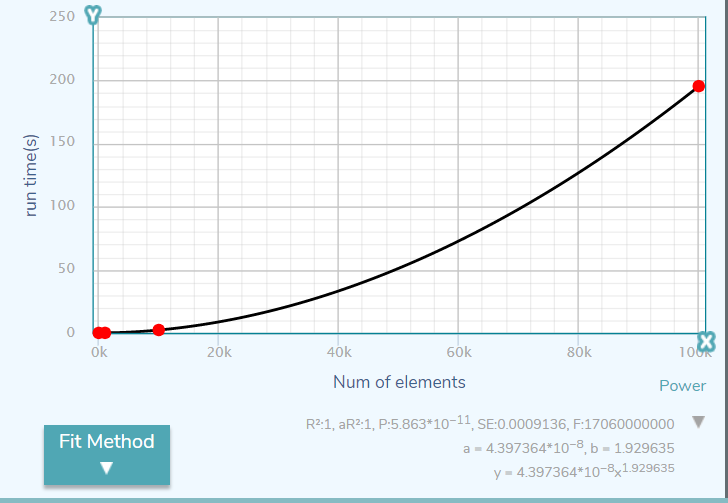 250
Y
200
150
100
50
0
run time(s)
0k 20k 40k 60k 80k 100k
X
Num of elements
Power
R²:1, aR²:1, P:5.863*10⁻¹¹, SE:0.0009136, F:17060000000 ▼
Fit Method
▼
a = 4.397364*10⁻⁸, b = 1.929635
y = 4.397364*10⁻⁸x¹·⁹²⁹⁶³⁵